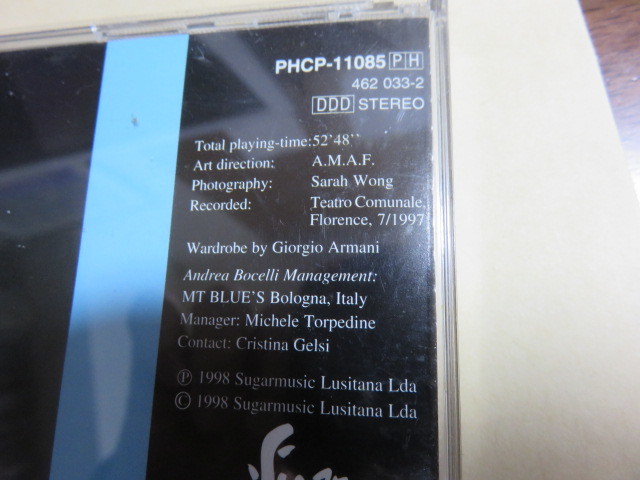 PHCP-11085 PH
462 033-2
DDD STEREO
Total playing-time: 52'48''
Art direction: A.M.A.F.
Photography: Sarah Wong
Recorded: Teatro Comunale,
Florence, 7/1997
Wardrobe by Giorgio Armani
Andrea Bocelli Management:
MT BLUE'S Bologna, Italy
Manager: Michele Torpedine
Contact: Cristina Gelsi
Ⓟ 1998 Sugarmusic Lusitana Lda
© 1998 Sugarmusic Lusitana Lda